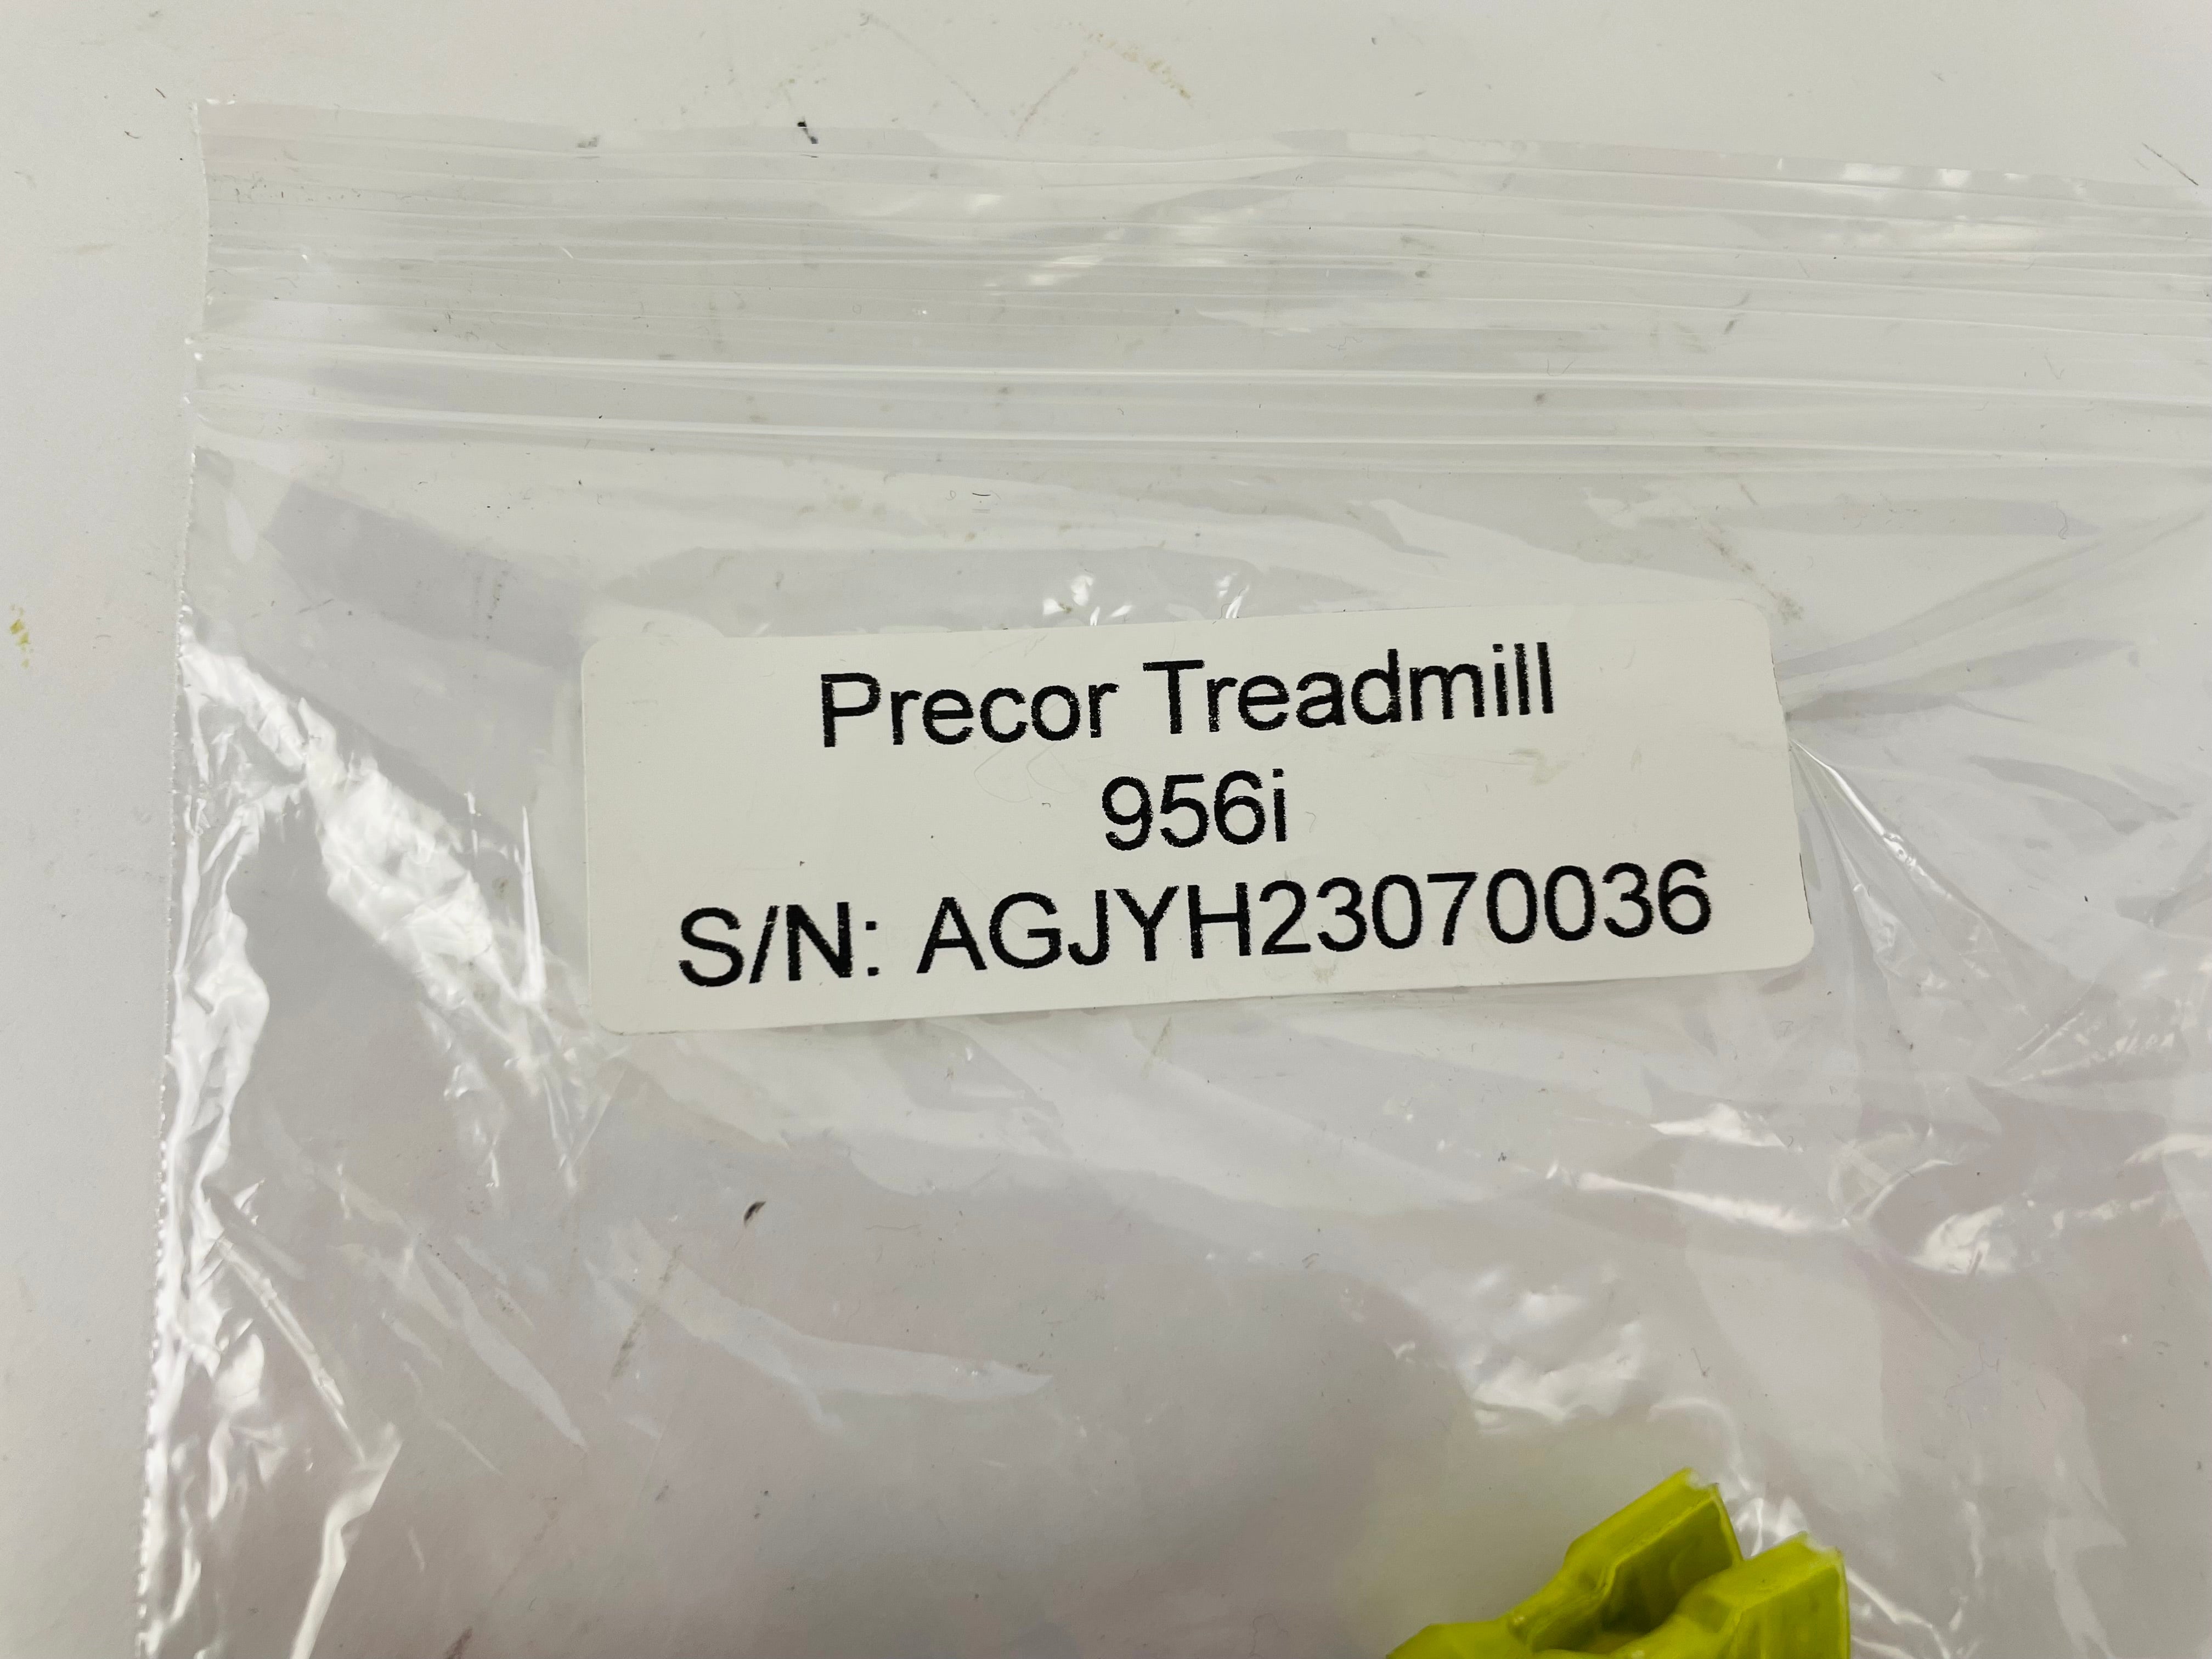 Precor Treadmill
956i
S/N: AGJYH23070036